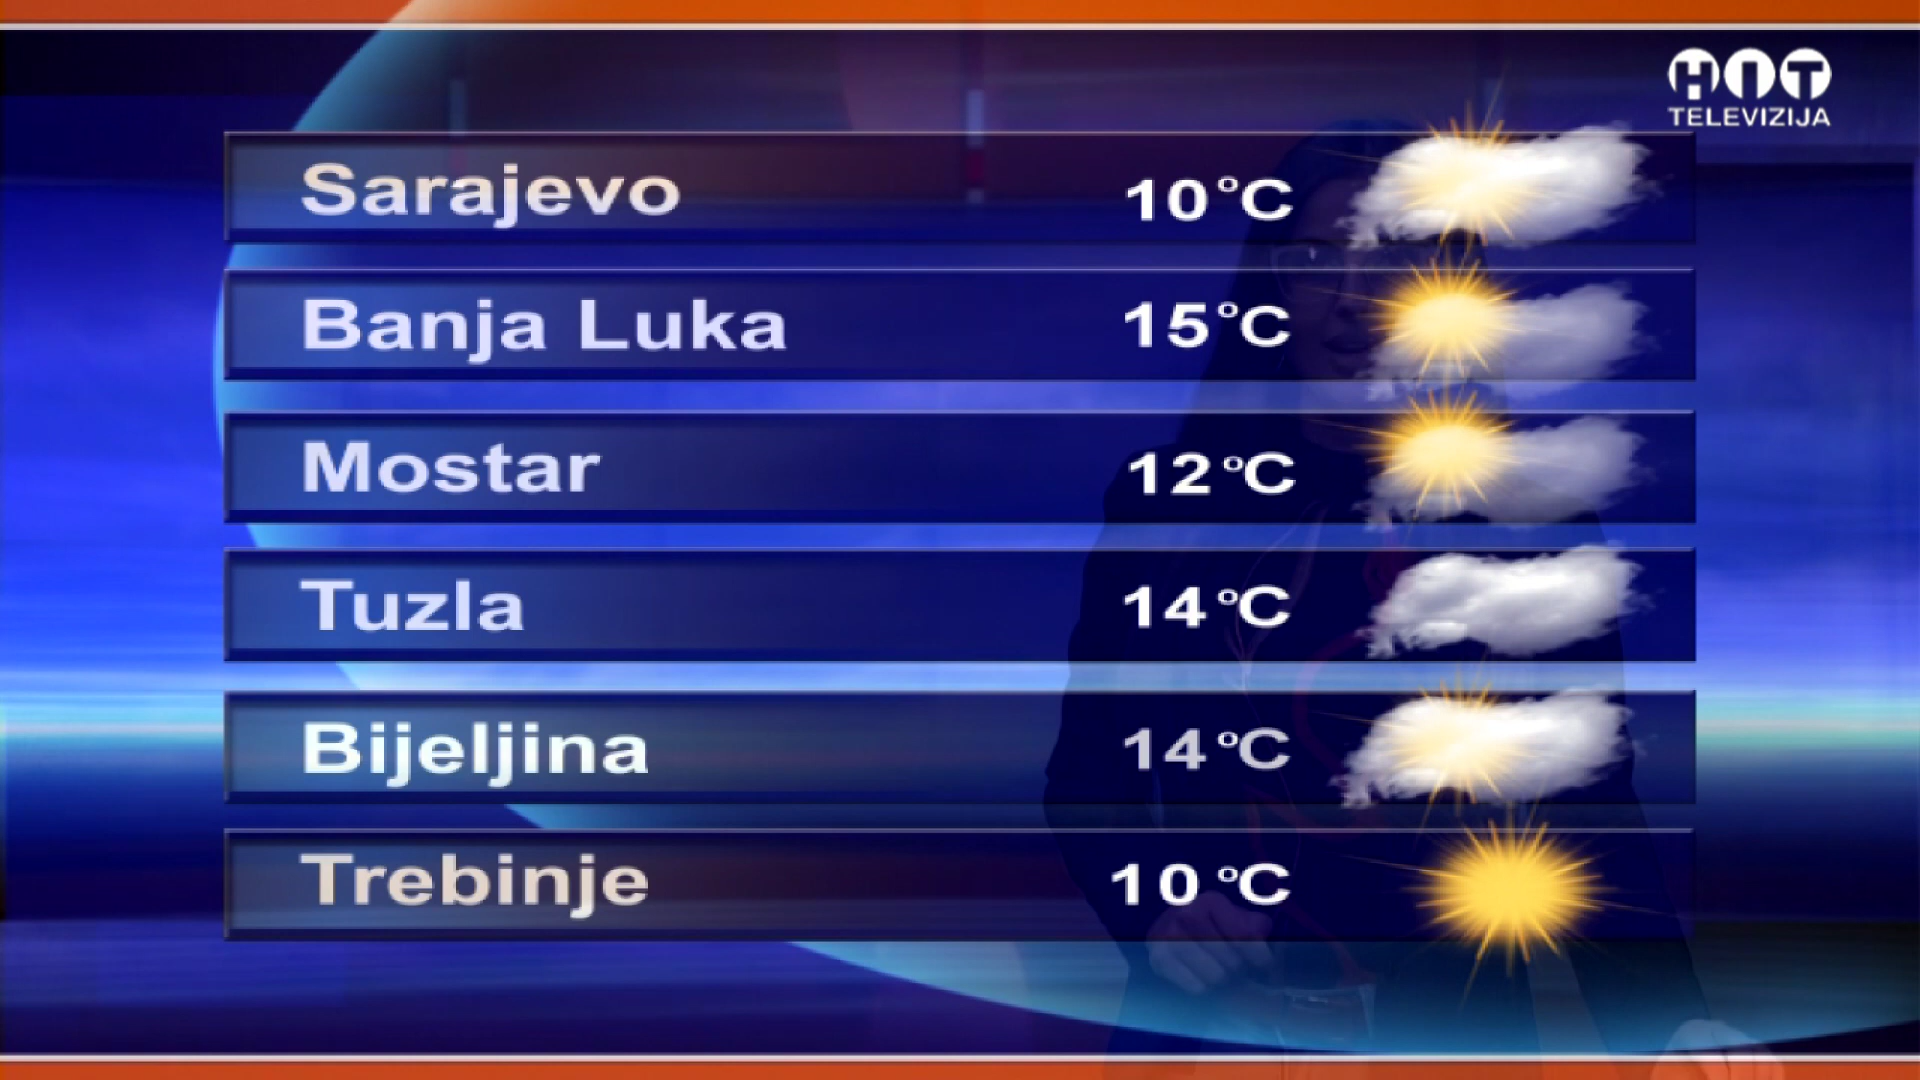 HIT
TELEVIZIJA
Sarajevo 10°C
Banja Luka 15°C
Mostar 12°C
Tuzla 14°C
Bijeljina 14°C
Trebinje 10°C